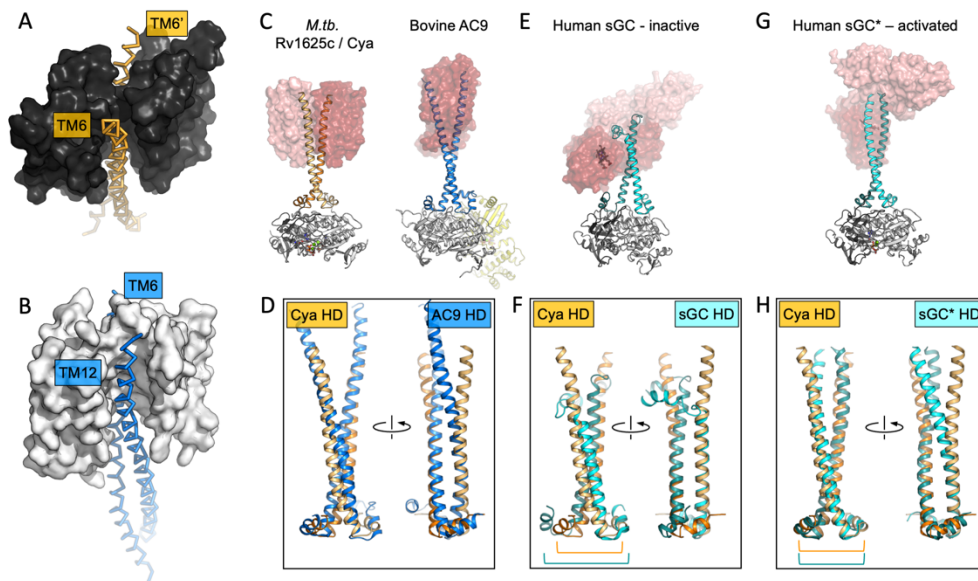 A
TM6'
TM6
B
TM6
TM12
C
M.tb.
Rv1625c / Cya
Bovine AC9
D
Cya HD
AC9 HD
E
Human sGC - inactive
F
Cya HD
sGC HD
G
Human sGC* – activated
H
Cya HD
sGC* HD